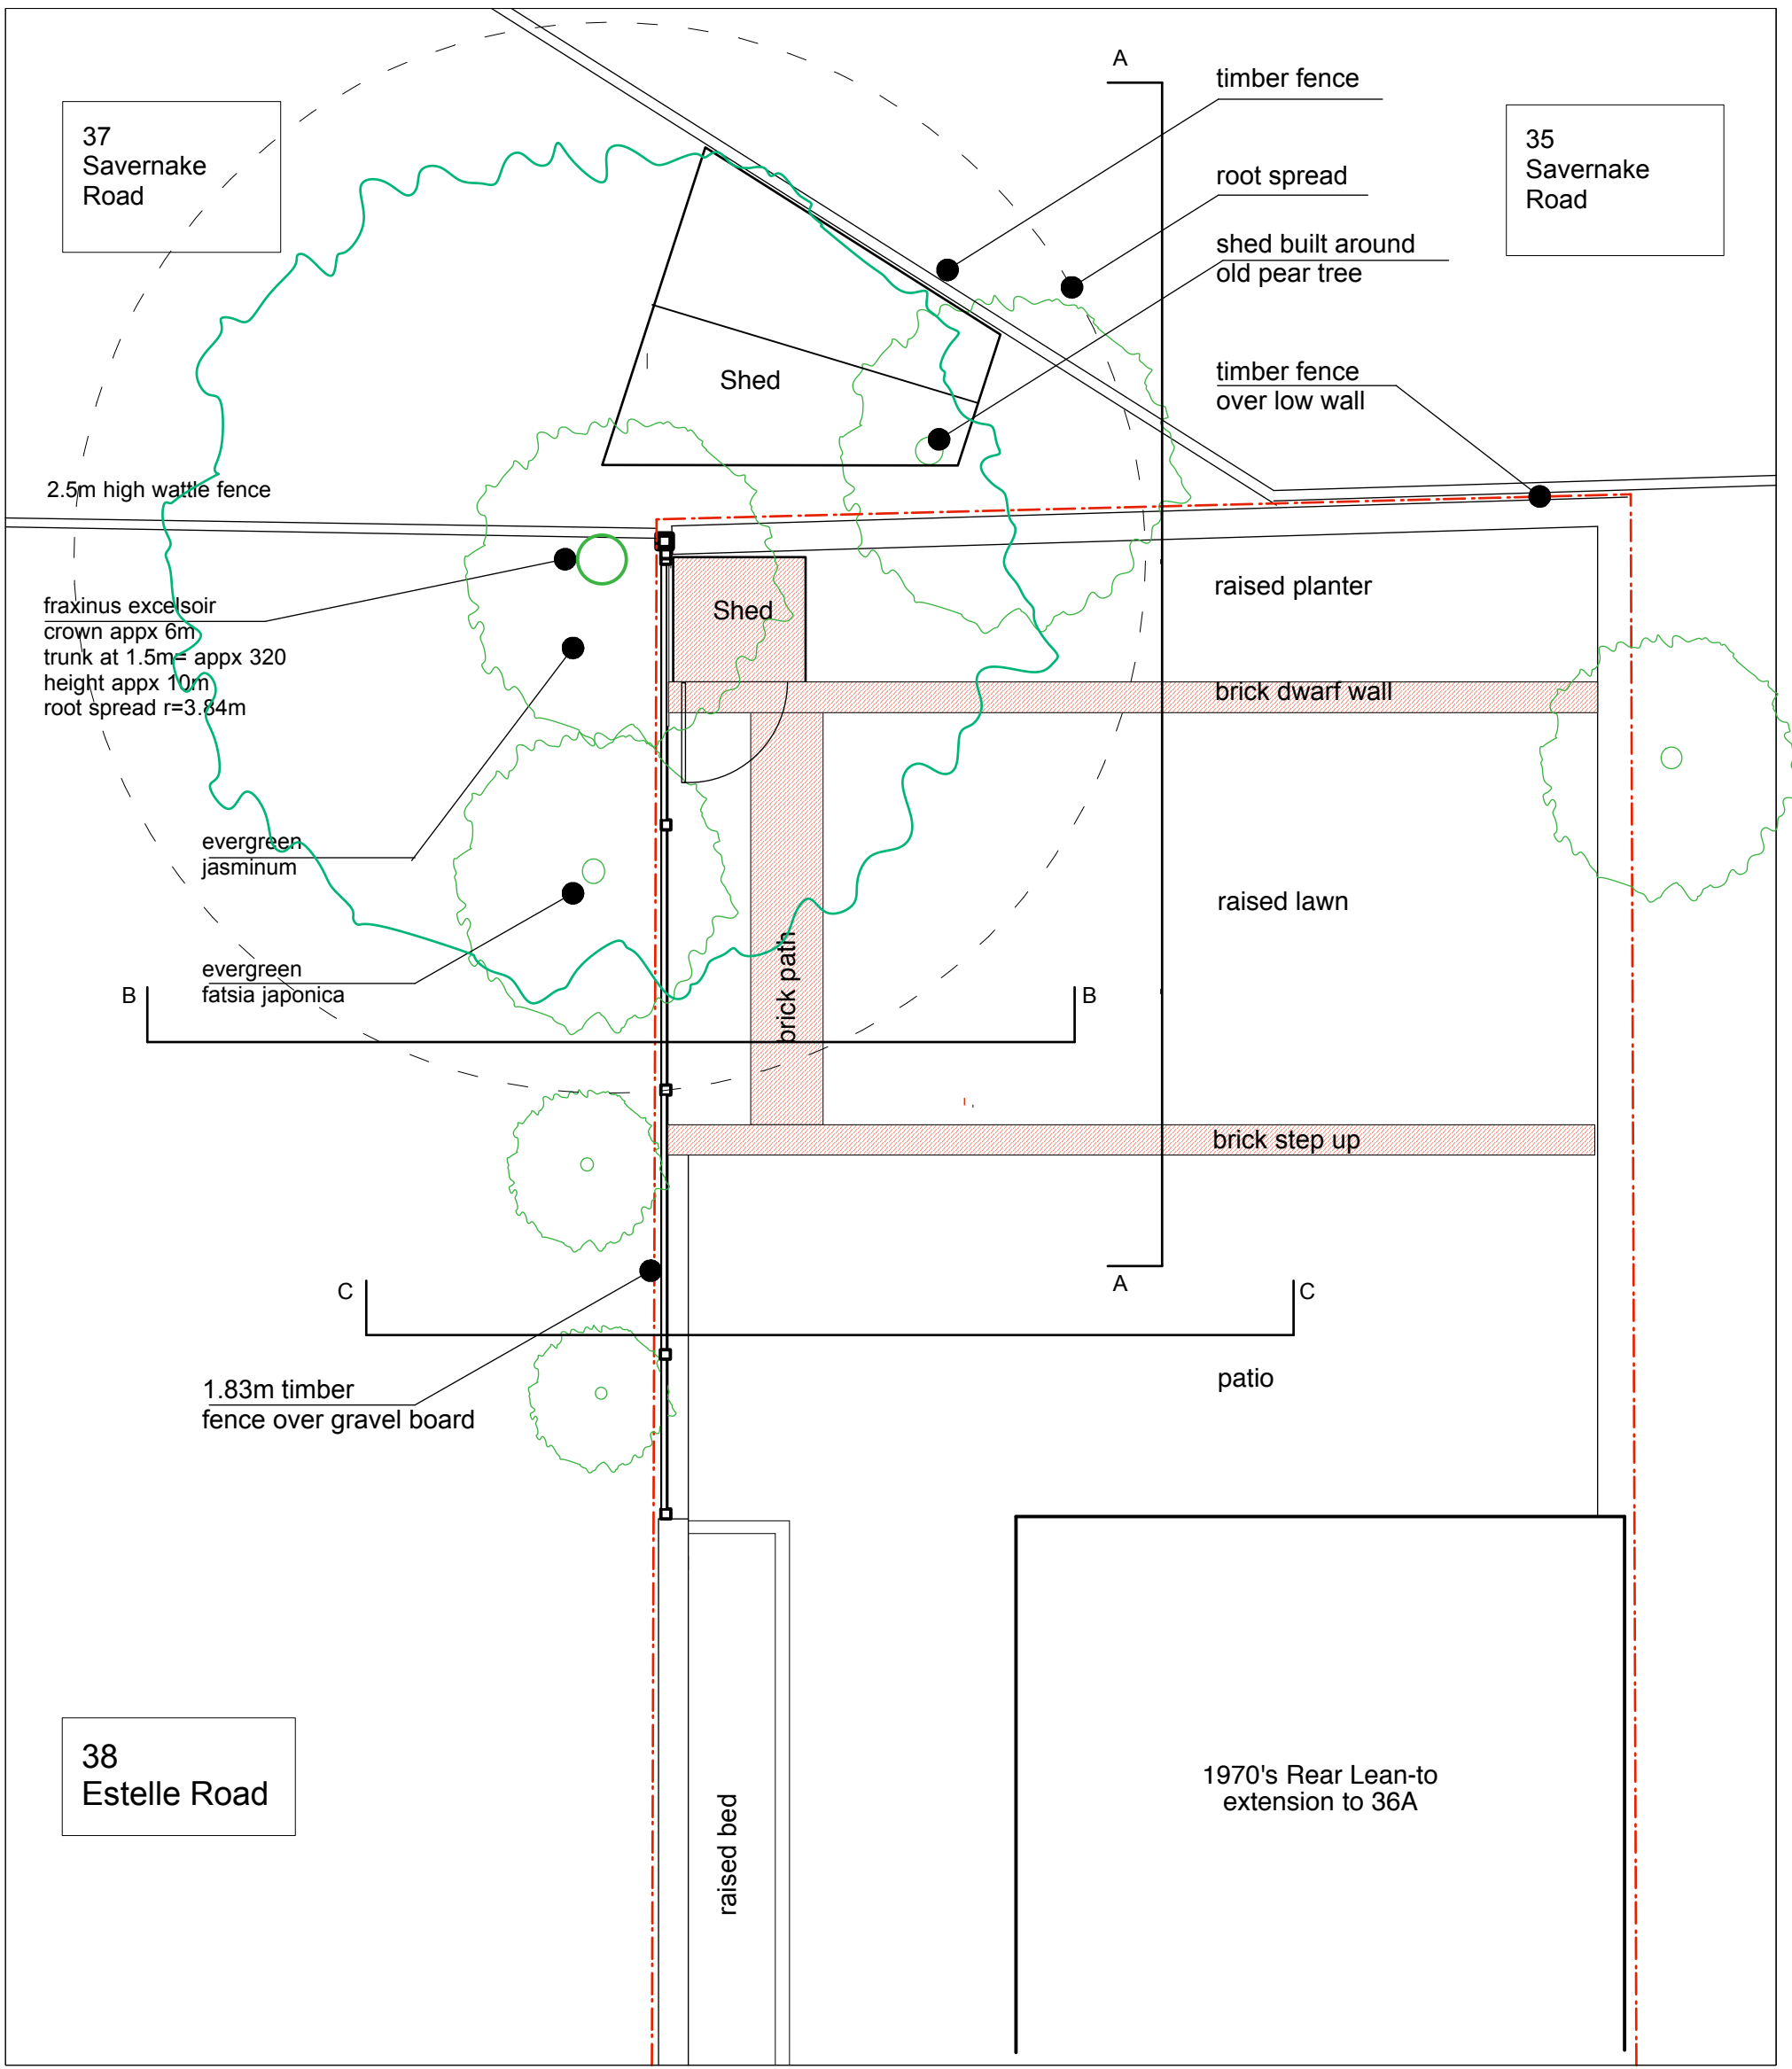 A
timber fence
37
Savernake
Road
35
Savernake
Road
root spread
shed built around
old pear tree
Shed
timber fence
over low wall
2.5m high wattle fence
raised planter
fraxinus excelsoir
crown appx 6m
trunk at 1.5m= appx 320
height appx 10m
root spread r=3.84m
Shed
brick dwarf wall
evergreen
jasminum
raised lawn
evergreen
fatsia japonica
brick path
B
B
brick step up
C
A
C
1.83m timber
fence over gravel board
patio
38
Estelle Road
raised bed
1970's Rear Lean-to
extension to 36A